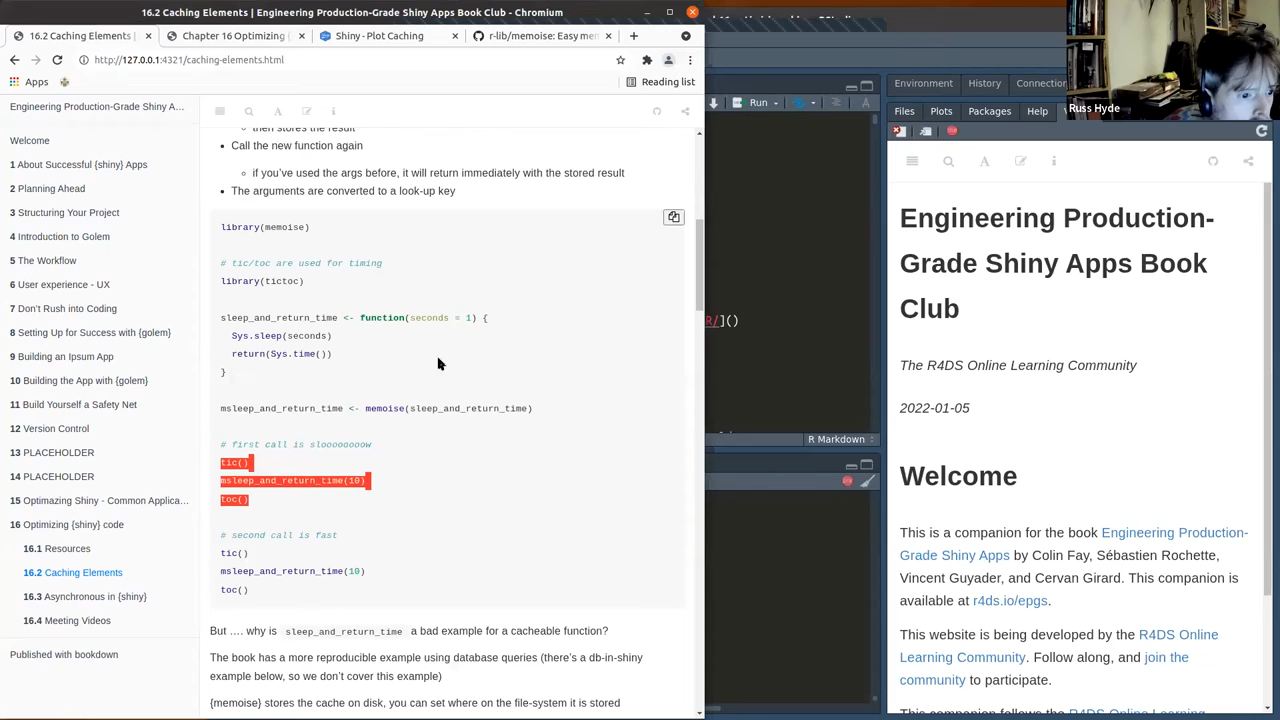 16.2 Caching Elements | Engineering Production-Grade Shiny Apps Book Club - Chromium
16.2 Caching Elements |
Chapter 16 Optimizing
Shiny - Plot Caching
r-lib/memoise: Easy mem
http://127.0.0.1:4321/caching-elements.html
Apps
Reading list
Engineering Production-Grade Shiny A...
Welcome
1 About Successful {shiny} Apps
2 Planning Ahead
3 Structuring Your Project
4 Introduction to Golem
5 The Workflow
6 User experience - UX
7 Don't Rush into Coding
8 Setting Up for Success with {golem}
9 Building an Ipsum App
10 Building the App with {golem}
11 Build Yourself a Safety Net
12 Version Control
13 PLACEHOLDER
14 PLACEHOLDER
15 Optimazing Shiny - Common Applica...
16 Optimizing {shiny} code
16.1 Resources
16.2 Caching Elements
16.3 Asynchronous in {shiny}
16.4 Meeting Videos
Published with bookdown
then stores the result
Call the new function again
if you've used the args before, it will return immediately with the stored result
The arguments are converted to a look-up key
library(memoise)
# tic/toc are used for timing
library(tictoc)
sleep_and_return_time <- function(seconds = 1) {
Sys.sleep(seconds)
return(Sys.time())
}
msleep_and_return_time <- memoise(sleep_and_return_time)
# first call is slooooooow
tic()
msleep_and_return_time(10)
toc()
# second call is fast
tic()
msleep_and_return_time(10)
toc()
But .... why is sleep_and_return_time a bad example for a cacheable function?
The book has a more reproducible example using database queries (there's a db-in-shiny
example below, so we don't cover this example)
{memoise} stores the cache on disk, you can set where on the file-system it is stored
Run
R/]()
R Markdown
Environment
History
Connection
Files
Plots
Packages
Help
Russ Hyde
Engineering Production-
Grade Shiny Apps Book
Club
The R4DS Online Learning Community
2022-01-05
Welcome
This is a companion for the book Engineering Production-
Grade Shiny Apps by Colin Fay, Sébastien Rochette,
Vincent Guyader, and Cervan Girard. This companion is
available at r4ds.io/epgs.
This website is being developed by the R4DS Online
Learning Community. Follow along, and join the
community to participate.
This companion follows the R4DS Online Learning